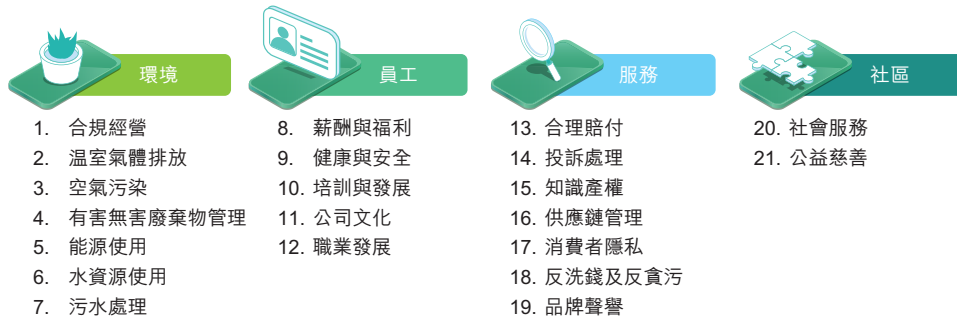 環境
1. 合規經營
2. 温室氣體排放
3. 空氣污染
4. 有害無害廢棄物管理
5. 能源使用
6. 水資源使用
7. 污水處理
員工
8. 薪酬與福利
9. 健康與安全
10. 培訓與發展
11. 公司文化
12. 職業發展
服務
13. 合理賠付
14. 投訴處理
15. 知識產權
16. 供應鏈管理
17. 消費者隱私
18. 反洗錢及反貪污
19. 品牌聲譽
社區
20. 社會服務
21. 公益慈善